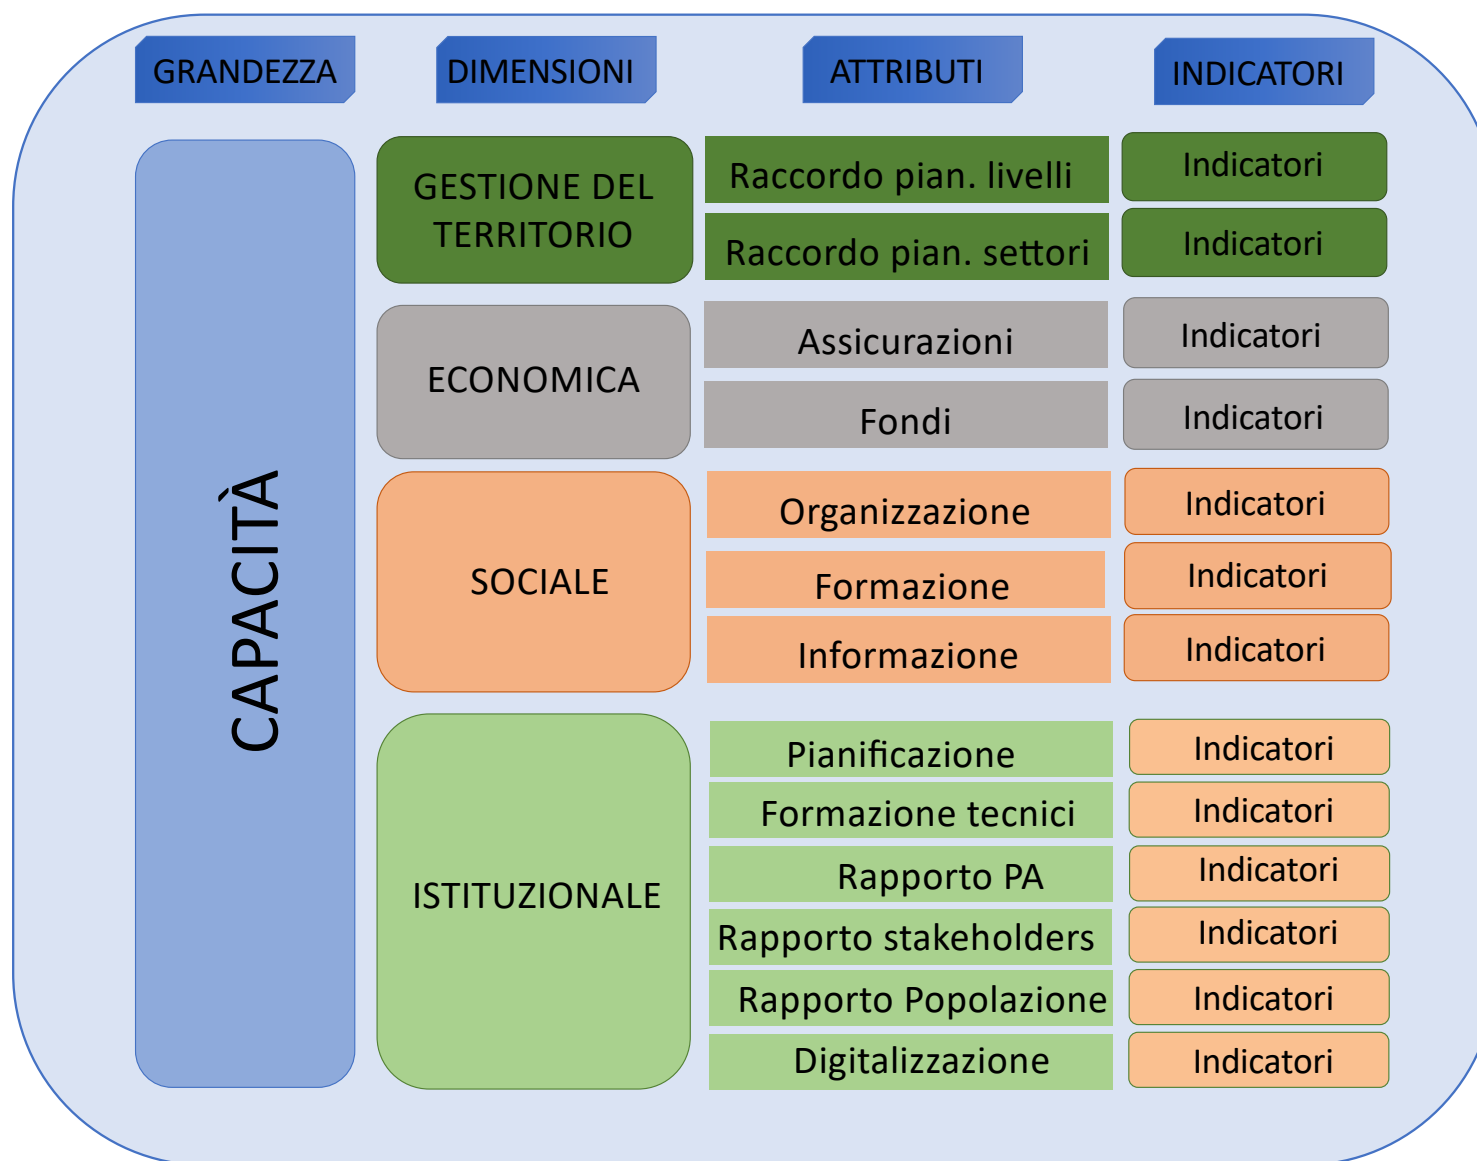 GRANDEZZA
DIMENSIONI
ATTRIBUTI
INDICATORI
CAPACITÀ
GESTIONE DEL
TERRITORIO
Raccordo pian. livelli
Indicatori
Raccordo pian. settori
Indicatori
ECONOMICA
Assicurazioni
Indicatori
Fondi
Indicatori
SOCIALE
Organizzazione
Indicatori
Formazione
Indicatori
Informazione
Indicatori
ISTITUZIONALE
Pianificazione
Indicatori
Formazione tecnici
Indicatori
Rapporto PA
Indicatori
Rapporto stakeholders
Indicatori
Rapporto Popolazione
Indicatori
Digitalizzazione
Indicatori